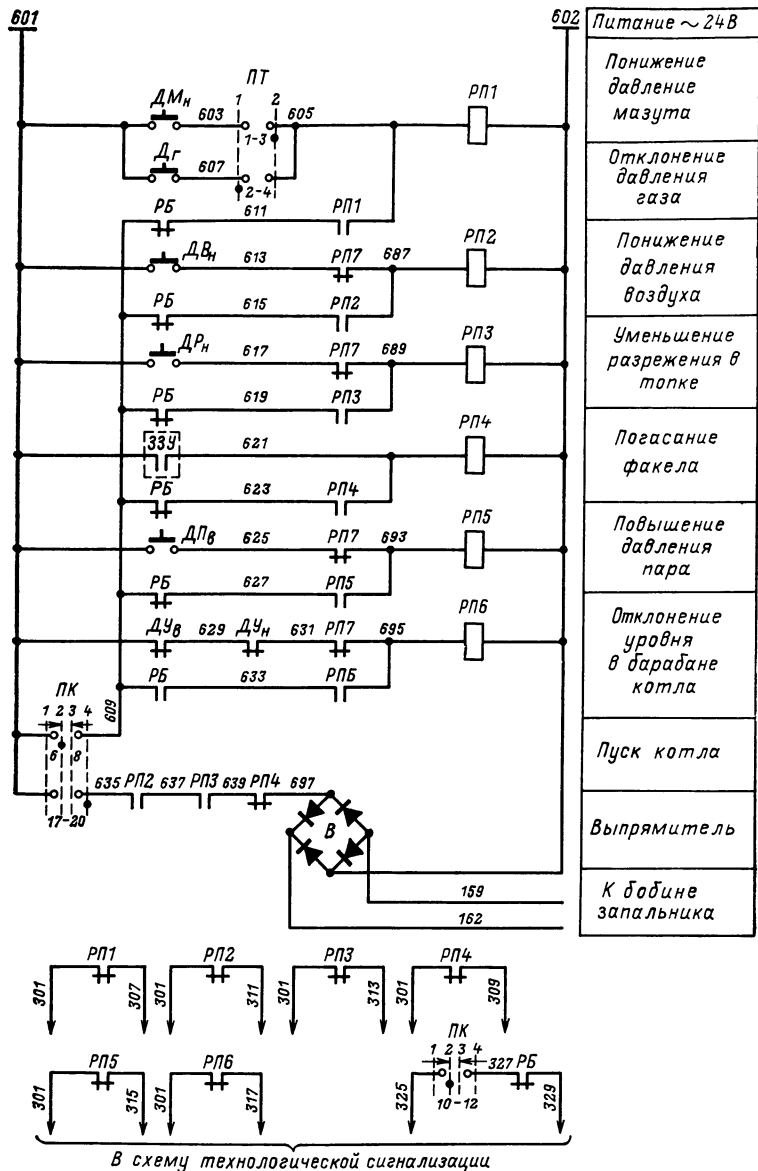 601
602
Питание ~ 24В
ПТ
РП1
Понижение
давление
мазута
ДМн
603
1
2
605
1-3
Дг
607
2-4
Отклонение
давления
газа
РБ
611
РП1
ДВн
613
РП7
687
РП2
Понижение
давления
воздуха
РБ
615
РП2
ДРн
617
РП7
689
РП3
Уменьшение
разрежения в
топке
РБ
619
РП3
ЗЗУ
621
РП4
Погасание
факела
РБ
623
РП4
ДПв
625
РП7
693
РП5
Повышение
давления
пара
РБ
627
РП5
ДУв
629
ДУн
631
РП7
695
РП6
Отклонение
уровня
в барабане
котла
РБ
633
РПБ
ПК
609
1 2 3 4
6
8
Пуск котла
635
РП2
637
РП3
639
РП4
697
17-20
В
Выпрямитель
159
162
К бобине
запальника
301
РП1
307
301
РП2
311
301
РП3
313
301
РП4
309
301
РП5
315
301
РП6
317
ПК
1 2 3 4
327
РБ
325
10-12
329
В схему технологической сигнализации